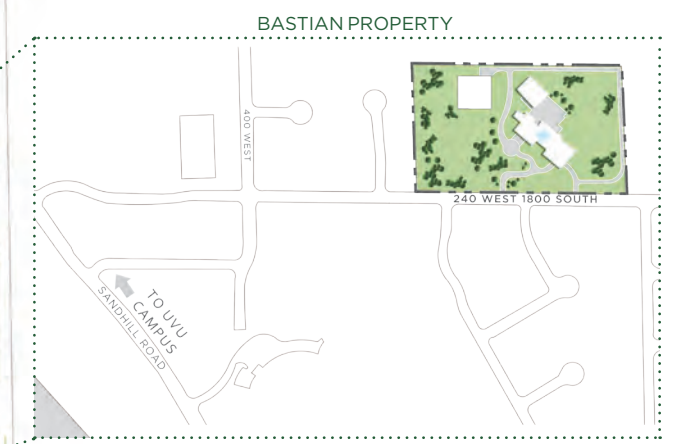 BASTIAN PROPERTY
400 WEST
240 WEST 1800 SOUTH
TO UVU
CAMPUS
SANDHILL ROAD